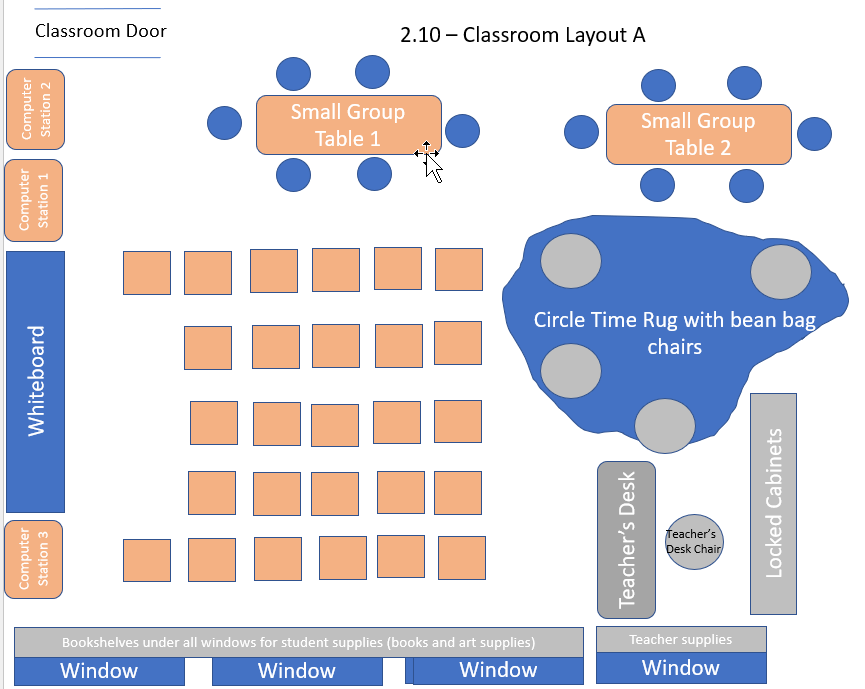 Classroom Door
2.10 – Classroom Layout A
Computer
Station 2
Small Group
Table 1
Small Group
Table 2
Computer
Station 1
Circle Time Rug with bean bag
chairs
Whiteboard
Locked Cabinets
Teacher's Desk
Teacher's
Desk Chair
Computer
Station 3
Bookshelves under all windows for student supplies (books and art supplies)
Teacher supplies
Window
Window
Window
Window